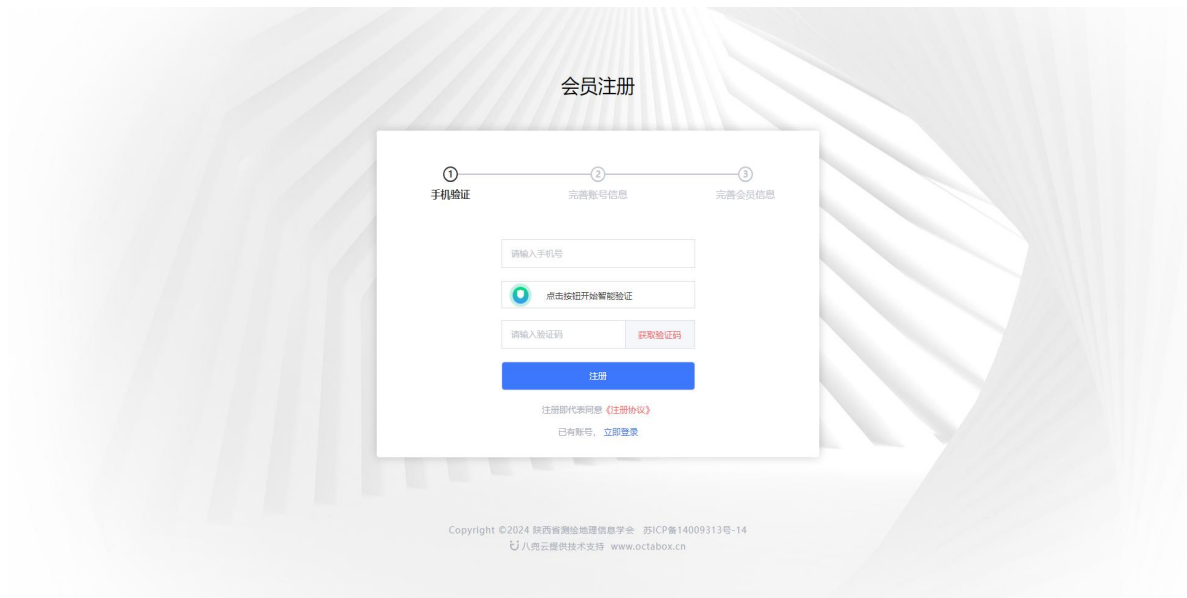 会员注册
1 2 3
手机验证 完善账号信息 完善会员信息
请输入手机号
点击按钮开始智能验证
请输入验证码 获取验证码
注册
注册即代表同意《注册协议》
已有账号，立即登录
Copyright ©2024 陕西省测绘地理信息学会 苏ICP备14009313号-14
八兜云提供技术支持 www.octabox.cn